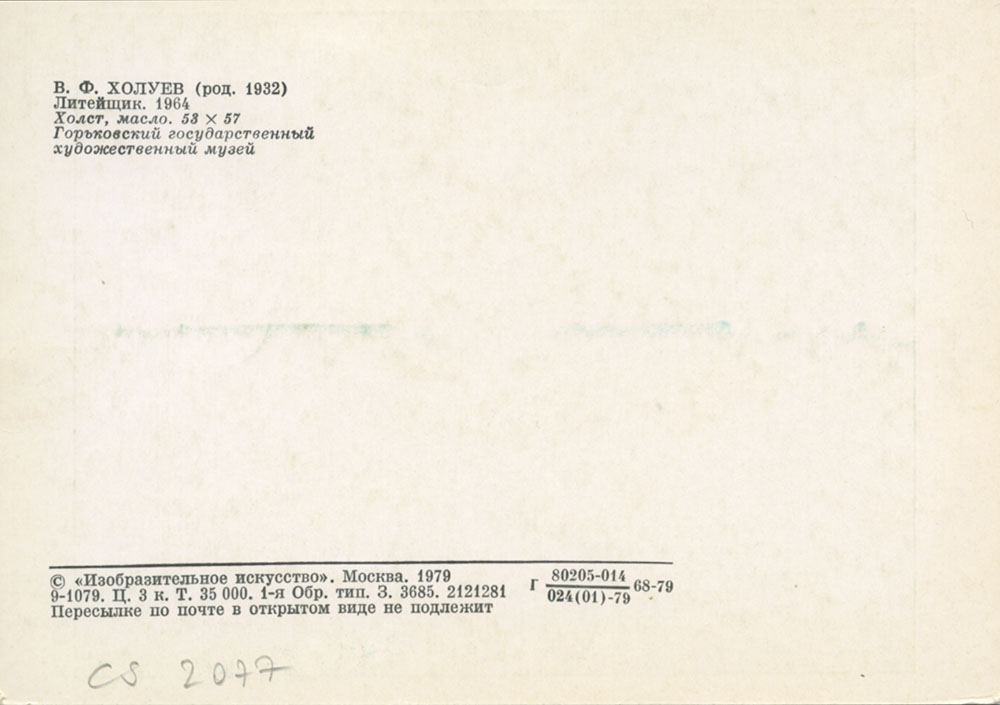 В. Ф. ХОЛУЕВ (род. 1932)
Литейщик. 1964
Холст, масло. 53 × 57
Горьковский государственный
художественный музей
© «Изобразительное искусство». Москва. 1979
9-1079. Ц. 3 к. Т. 35 000. 1-я Обр. тип. З. 3685. 2121281
Пересылке по почте в открытом виде не подлежит
Г 80205-014 68-79
024(01)-79
CS 2077